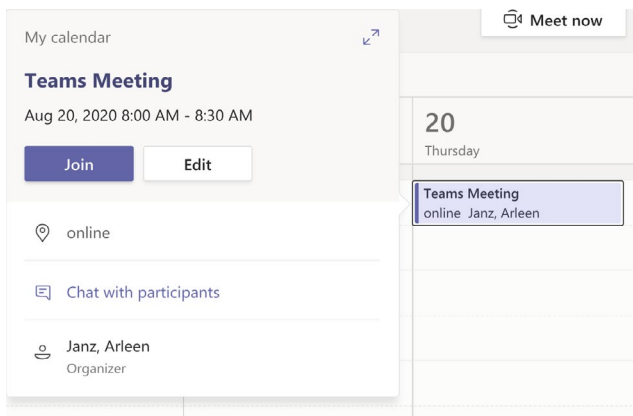 My calendar
Teams Meeting
Aug 20, 2020 8:00 AM - 8:30 AM
Join
Edit
online
Chat with participants
Janz, Arleen
Organizer
Meet now
20
Thursday
Teams Meeting
online Janz, Arleen